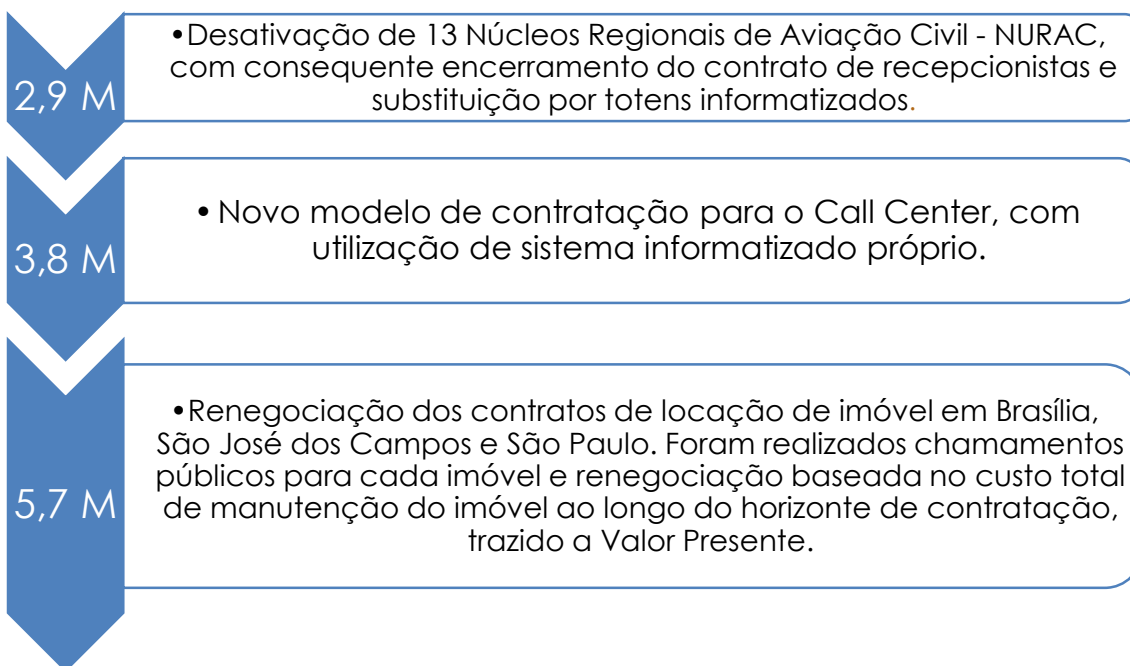 2,9 M
•Desativação de 13 Núcleos Regionais de Aviação Civil - NURAC,
com consequente encerramento do contrato de recepcionistas e
substituição por totens informatizados.
3,8 M
•Novo modelo de contratação para o Call Center, com
utilização de sistema informatizado próprio.
5,7 M
•Renegociação dos contratos de locação de imóvel em Brasília,
São José dos Campos e São Paulo. Foram realizados chamamentos
públicos para cada imóvel e renegociação baseada no custo total
de manutenção do imóvel ao longo do horizonte de contratação,
trazido a Valor Presente.